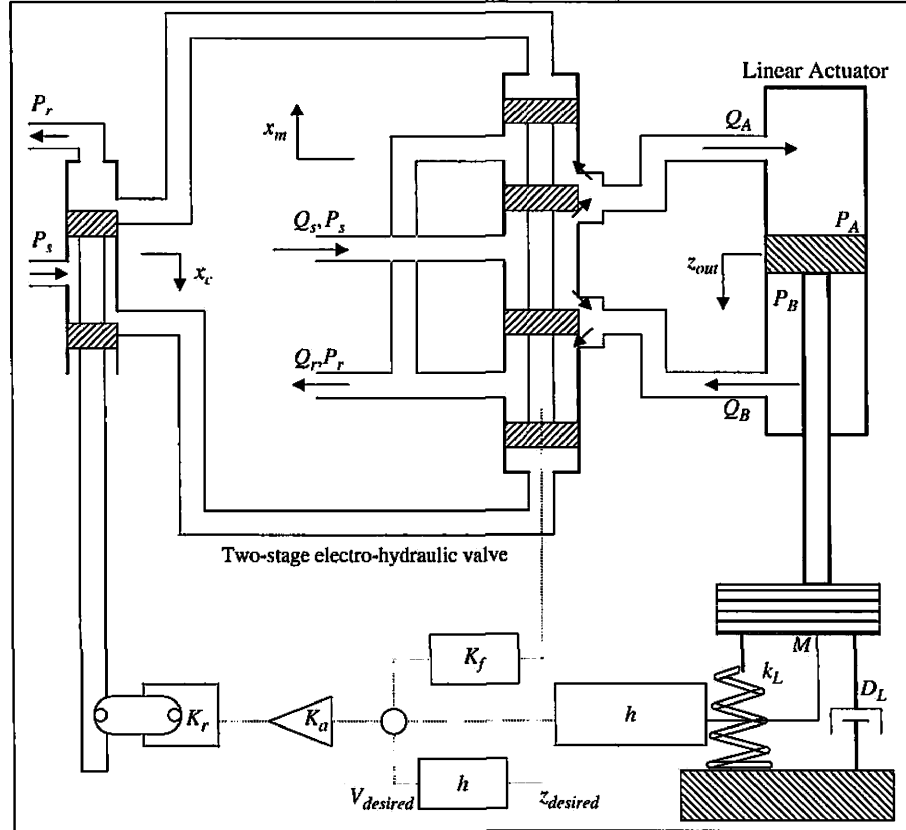 Linear Actuator
P_r
x_m
Q_A
Q_s, P_s
P_A
P_s
x_c
z_out
P_B
Q_r, P_r
Q_B
Two-stage electro-hydraulic valve
M
K_f
k_L
D_L
K_r
K_a
h
h
V_desired
z_desired